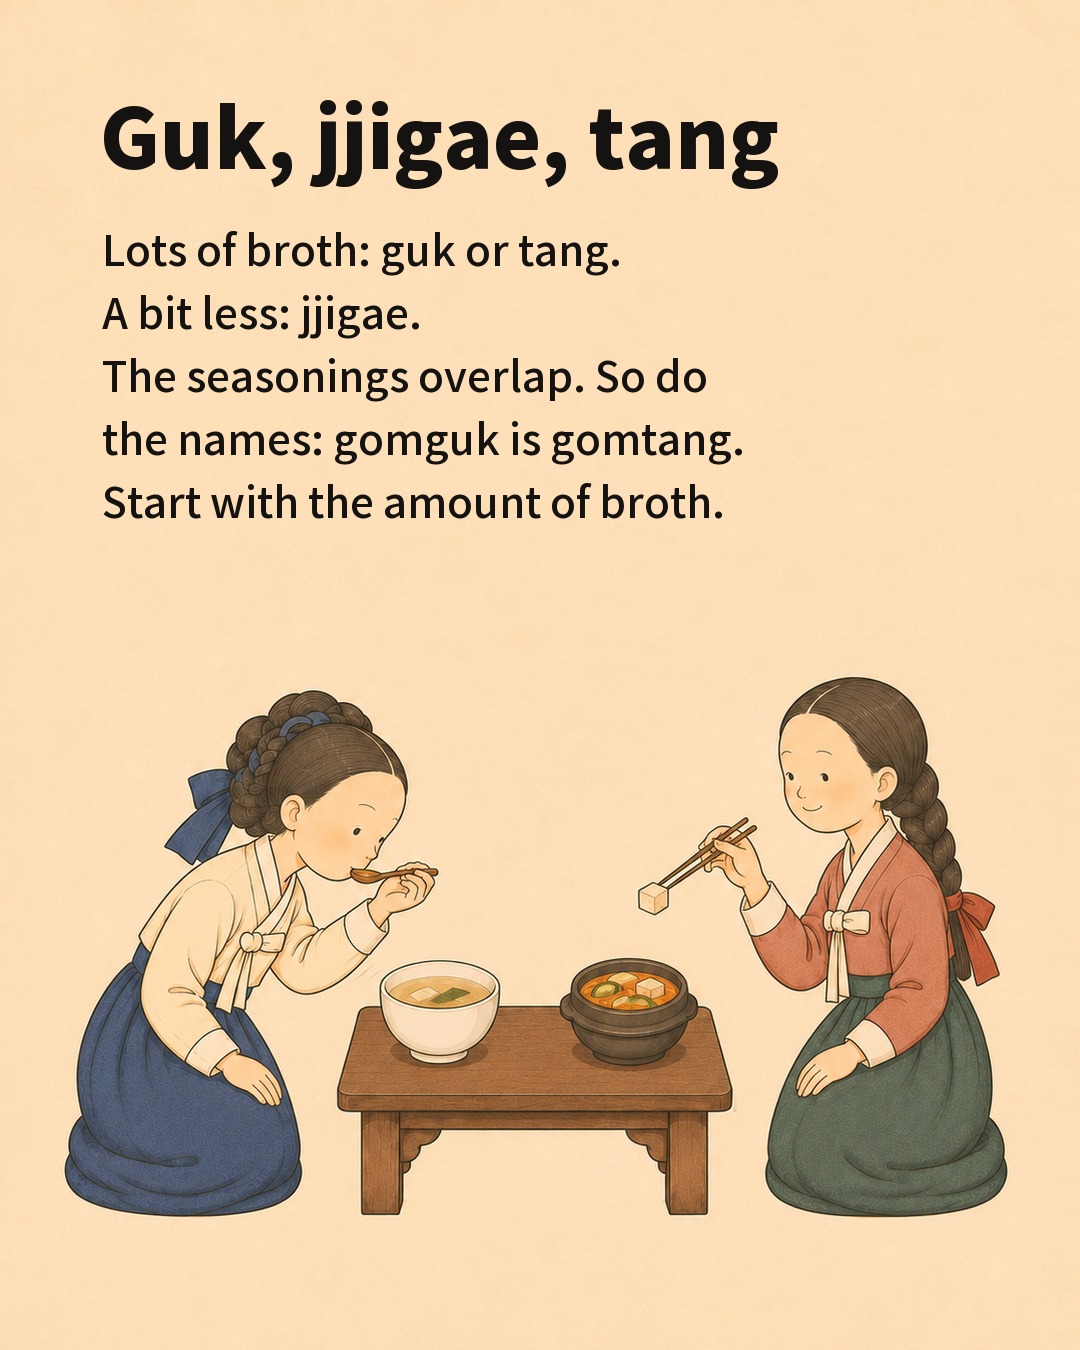 Guk, jjigae, tang
Lots of broth: guk or tang.
A bit less: jjigae.
The seasonings overlap. So do
the names: gomguk is gomtang.
Start with the amount of broth.